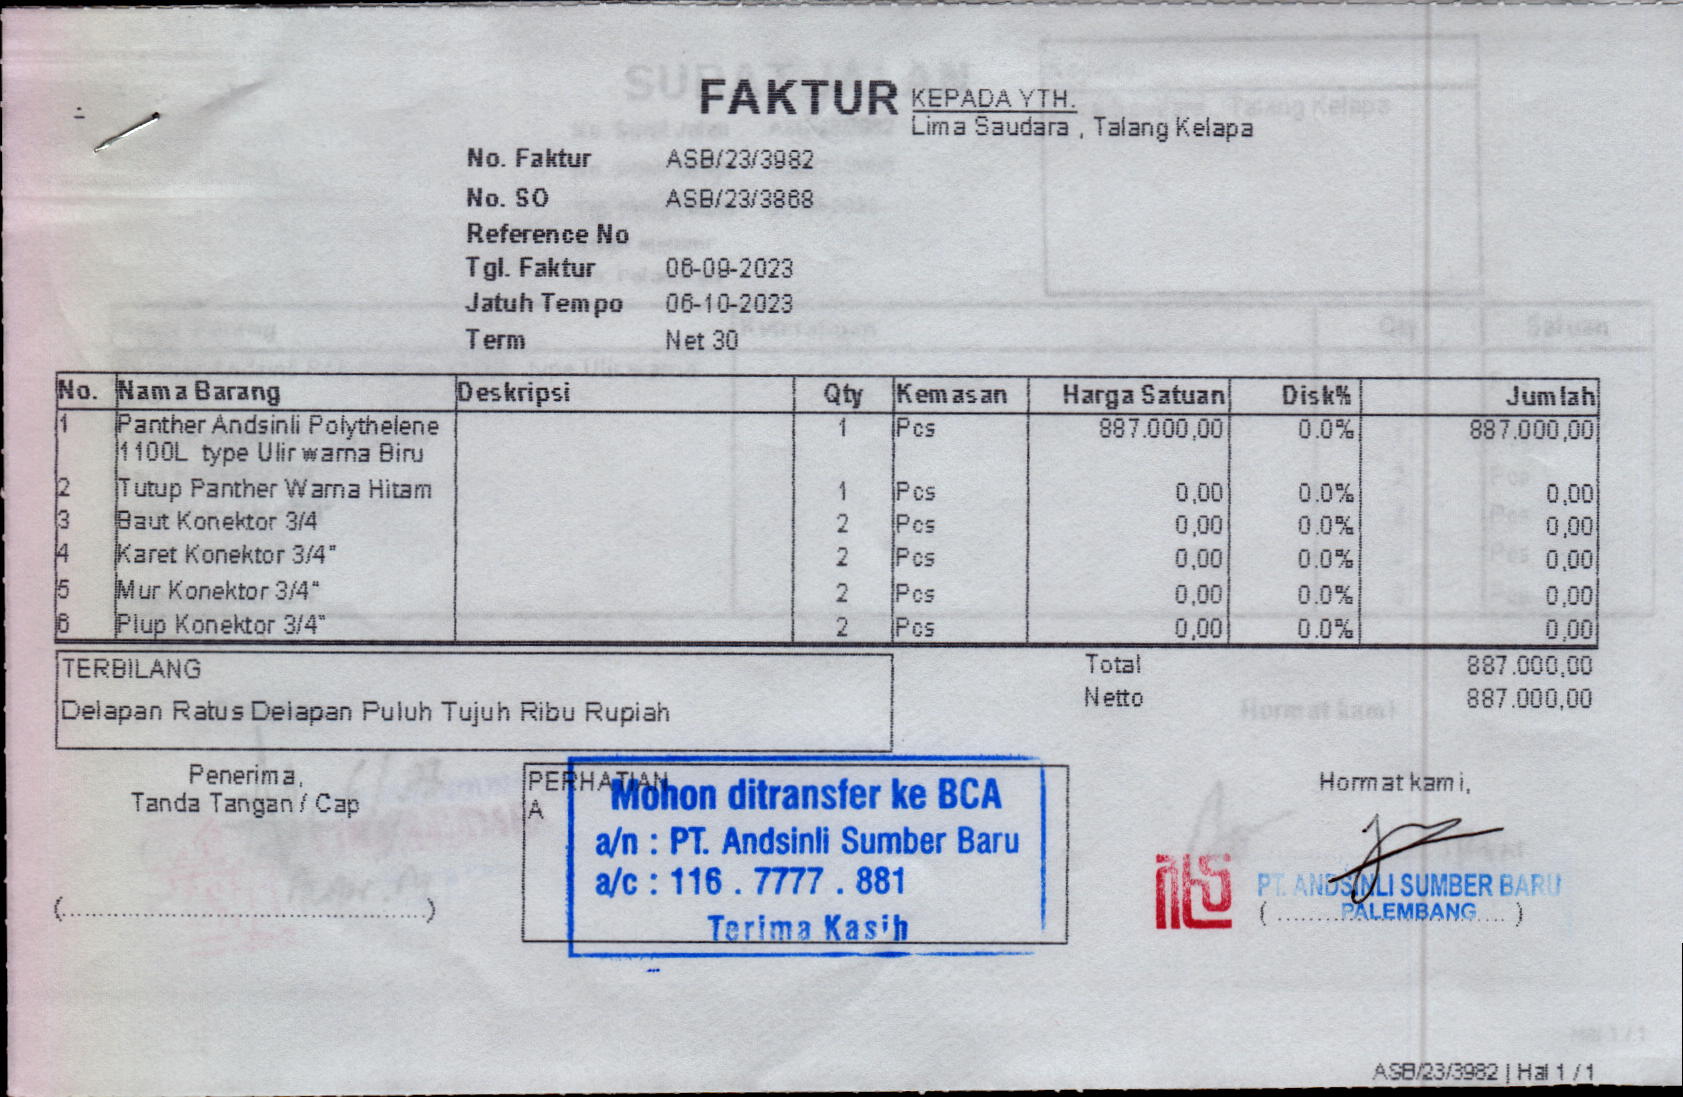 FAKTUR
KEPADA YTH.
Lima Saudara , Talang Kelapa
No. Faktur ASB/23/3982
No. SO ASB/23/3868
Reference No
Tgl. Faktur 06-09-2023
Jatuh Tempo 06-10-2023
Term Net 30
No. Nama Barang Deskripsi Qty Kemasan Harga Satuan Disk% Jumlah
1 Panther Andsinli Polythelene 1 Pcs 887.000,00 0.0% 887.000,00
1100L type Ulir warna Biru
2 Tutup Panther Warna Hitam 1 Pcs 0,00 0.0% 0,00
3 Baut Konektor 3/4 2 Pcs 0,00 0.0% 0,00
4 Karet Konektor 3/4" 2 Pcs 0,00 0.0% 0,00
5 Mur Konektor 3/4" 2 Pcs 0,00 0.0% 0,00
6 Plup Konektor 3/4" 2 Pcs 0,00 0.0% 0,00
TERBILANG
Delapan Ratus Delapan Puluh Tujuh Ribu Rupiah
Total 887.000,00
Netto 887.000,00
Penerima,
Tanda Tangan / Cap
(..................................................)
PERHATIAN
A
Mohon ditransfer ke BCA
a/n : PT. Andsinli Sumber Baru
a/c : 116 . 7777 . 881
Terima Kasih
Hormat kami,
PT. ANDSINLI SUMBER BARU
PALEMBANG
ASB/23/3982 | Hal 1 / 1